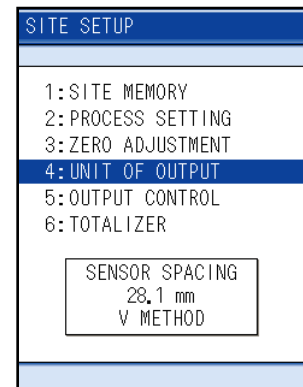 SITE SETUP
1:SITE MEMORY
2:PROCESS SETTING
3:ZERO ADJUSTMENT
4:UNIT OF OUTPUT
5:OUTPUT CONTROL
6:TOTALIZER
SENSOR SPACING
28.1 mm
V METHOD